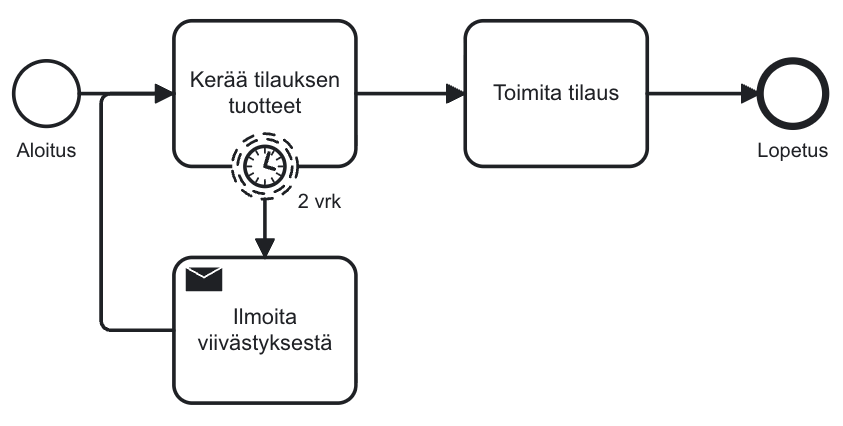 Kerää tilauksen
tuotteet
Toimita tilaus
Aloitus
Lopetus
2 vrk
Ilmoita
viivästyksestä